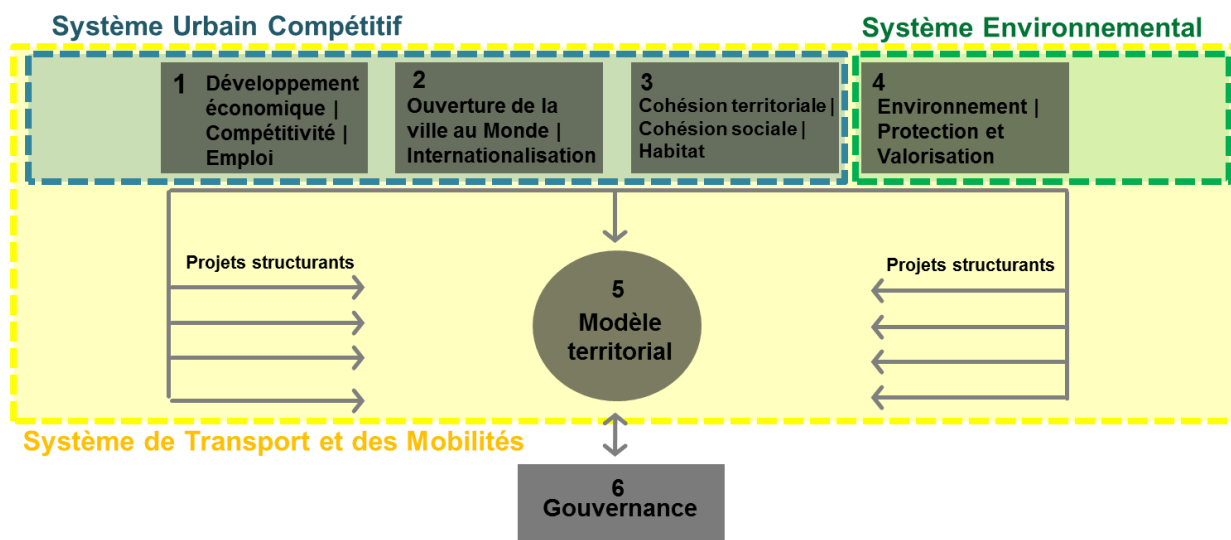 Système Urbain Compétitif
Système Environnemental
1 Développement
économique |
Compétitivité |
Emploi
2
Ouverture de la
ville au Monde |
Internationalisation
3
Cohésion territoriale |
Cohésion sociale |
Habitat
4
Environnement |
Protection et
Valorisation
Projets structurants
Projets structurants
5
Modèle
territorial
Système de Transport et des Mobilités
6
Gouvernance